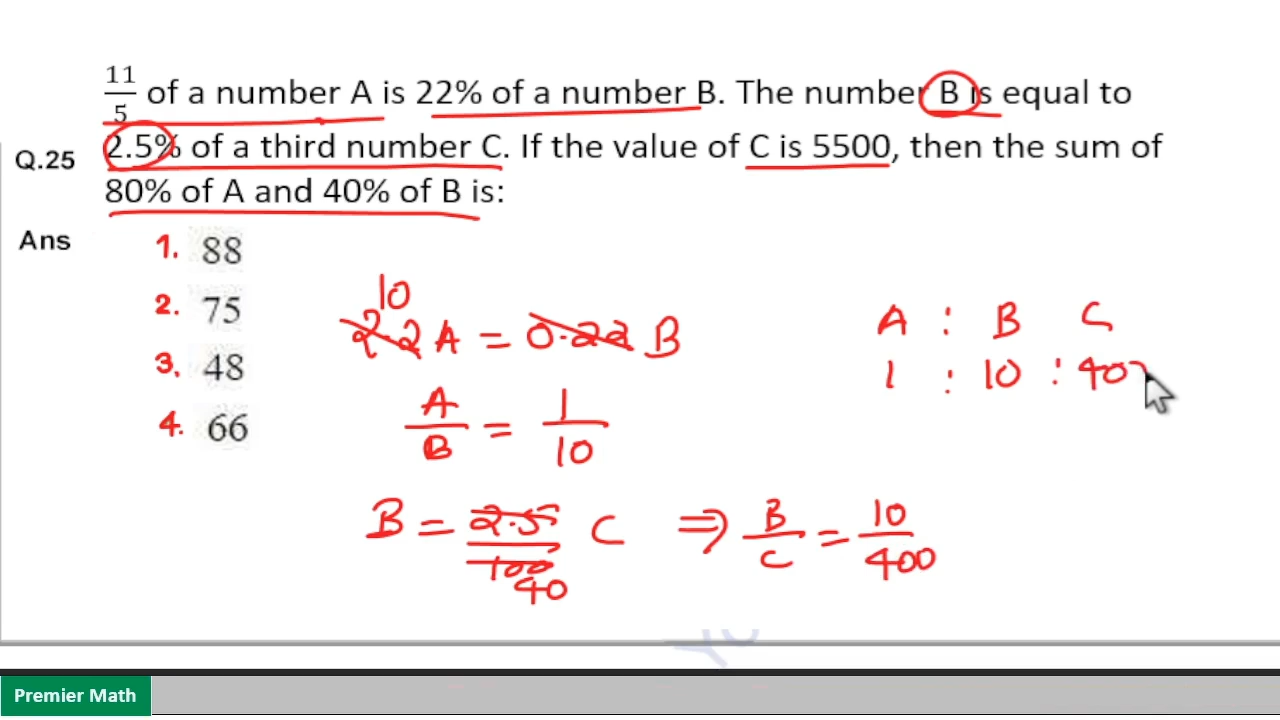 11/5 of a number A is 22% of a number B. The number B is equal to
Q.25 2.5% of a third number C. If the value of C is 5500, then the sum of
80% of A and 40% of B is:
Ans
1. 88
2. 75
3. 48
4. 66
10
2.2 A = 0.22 B
A/B = 1/10
B = 2.5/100 C ⇒ B/C = 10/400
40
A : B C
1 : 10 : 40
Premier Math